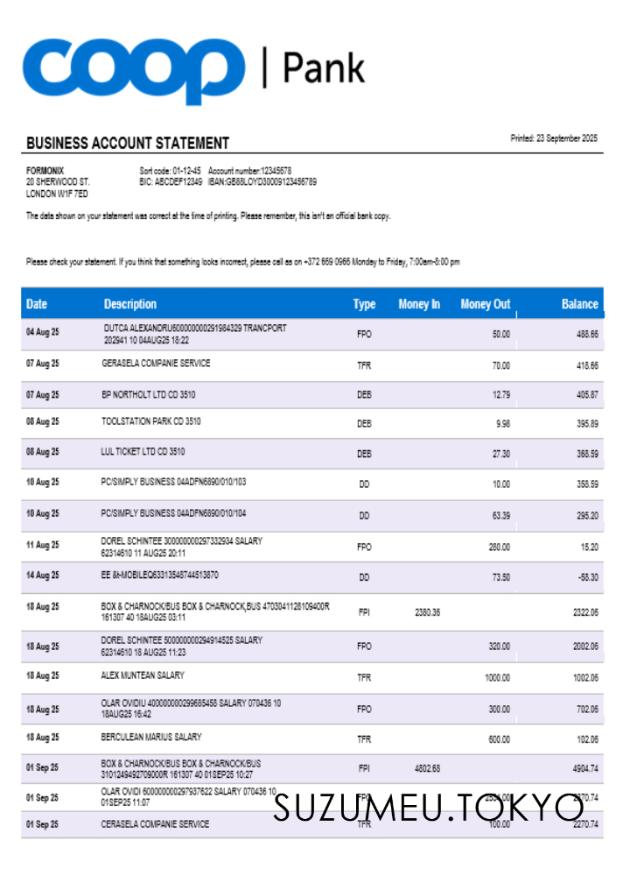 coop | Pank
BUSINESS ACCOUNT STATEMENT
Printed: 23 September 2025
FORMONIX
20 SHERWOOD ST.
LONDON W1F 7ED
Sort code: 01-12-45 Account number:12345678
BIC: ABCDEF12349 IBAN:GB88LOYD30009123456789
The data shown on your statement was correct at the time of printing. Please remember, this isn't an official bank copy.
Please check your statement. If you think that something looks incorrect, please call as on +372 669 0966 Monday to Friday, 7:00am-8:00 pm
Date Description Type Money In Money Out Balance
04 Aug 25 DUTCA ALEXANDRU600000000291984329 TRANCPORT FPO 50.00 488.66
202941 10 04AUG25 18:22
07 Aug 25 GERASELA COMPANIE SERVICE TFR 70.00 418.66
07 Aug 25 BP NORTHOLT LTD CD 3510 DEB 12.79 405.87
08 Aug 25 TOOLSTATION PARK CD 3510 DEB 9.98 395.89
08 Aug 25 LUL TICKET LTD CD 3510 DEB 27.30 368.59
10 Aug 25 PC/SIMPLY BUSINESS 04ADFN6890/010/103 DD 10.00 358.59
10 Aug 25 PC/SIMPLY BUSINESS 04ADFN6890/010/104 DD 63.39 295.20
11 Aug 25 DOREL SCHINTEE 300000000297332934 SALARY FPO 280.00 15.20
62314610 11 AUG25 20:11
14 Aug 25 EE &t-MOBILEQ63313548744513870 DD 73.50 -58.30
18 Aug 25 BOX & CHARNOCK/BUS BOX & CHARNOCK,BUS 4703041128109400R FPI 2380.36 2322.06
161307 40 18AUG25 03:11
18 Aug 25 DOREL SCHINTEE 500000000294914525 SALARY FPO 320.00 2002.06
62314610 18 AUG25 11:23
18 Aug 25 ALEX MUNTEAN SALARY TFR 1000.00 1002.06
18 Aug 25 OLAR OVIDIU 400000000299685458 SALARY 070436 10 FPO 300.00 702.06
18AUG25 16:42
18 Aug 25 BERCULEAN MARIUS SALARY TFR 600.00 102.06
01 Sep 25 BOX & CHARNOCK/BUS BOX & CHARNOCK/BUS FPI 4802.68 4904.74
3101249492709000R 161307 40 01SEP25 10:27
01 Sep 25 OLAR OVIDI 600000000297937622 SALARY 070436 10 FPO
01SEP25 11:07
SUZUMEU.TOKYO
01 Sep 25 CERASELA COMPANIE SERVICE TFR 100.00 2270.74